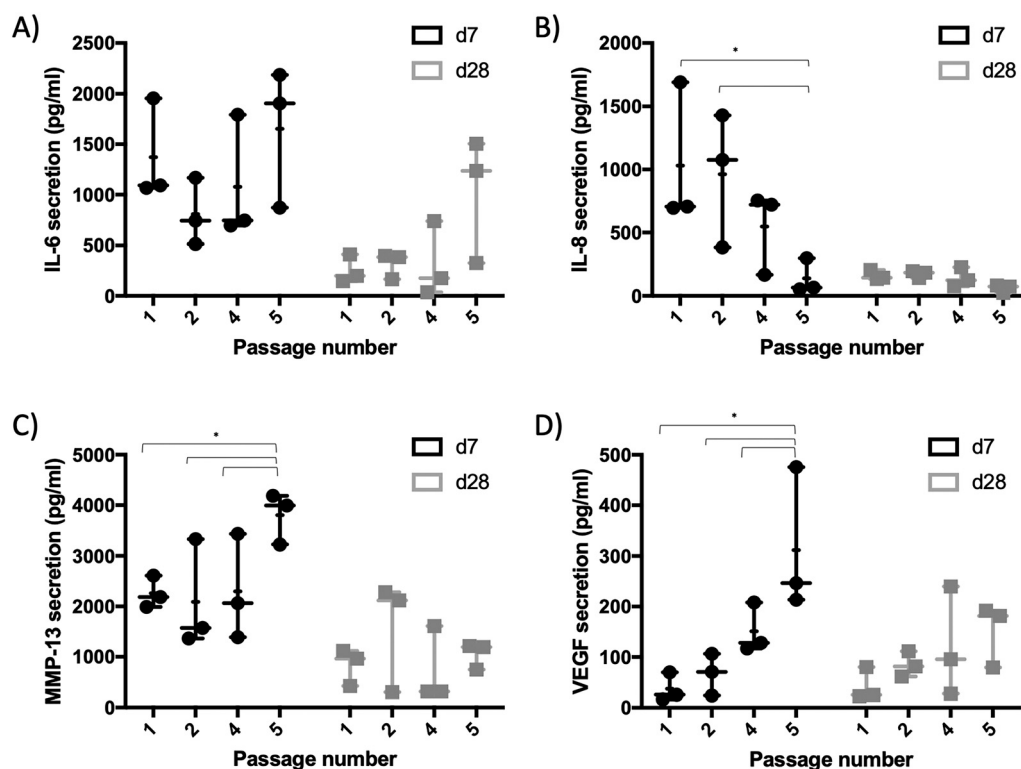 A)
IL-6 secretion (pg/ml)
2500
2000
1500
1000
500
0
d7
d28
1 2 4 5 1 2 4 5
Passage number
B)
IL-8 secretion (pg/ml)
2000
1500
1000
500
0
*
d7
d28
1 2 4 5 1 2 4 5
Passage number
C)
MMP-13 secretion (pg/ml)
5000
4000
3000
2000
1000
0
*
d7
d28
1 2 4 5 1 2 4 5
Passage number
D)
VEGF secretion (pg/ml)
500
400
300
200
100
0
*
d7
d28
1 2 4 5 1 2 4 5
Passage number